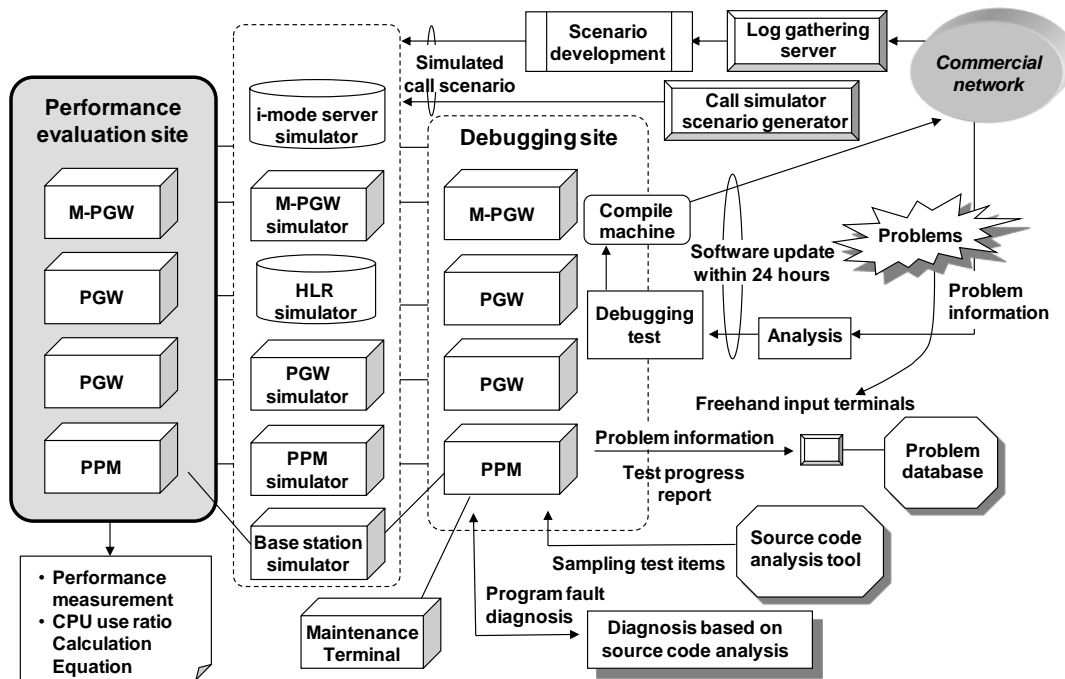 Performance
evaluation site
M-PGW
PGW
PGW
PPM
• Performance
measurement
• CPU use ratio
Calculation
Equation
i-mode server
simulator
M-PGW
simulator
HLR
simulator
PGW
simulator
PPM
simulator
Base station
simulator
Maintenance
Terminal
Simulated
call scenario
Scenario
development
Log gathering
server
Commercial
network
Call simulator
scenario generator
Debugging site
M-PGW
PGW
PGW
PPM
Compile
machine
Debugging
test
Software update
within 24 hours
Analysis
Problems
Problem
information
Freehand input terminals
Problem information
Test progress
report
Problem
database
Sampling test items
Source code
analysis tool
Program fault
diagnosis
Diagnosis based on
source code analysis